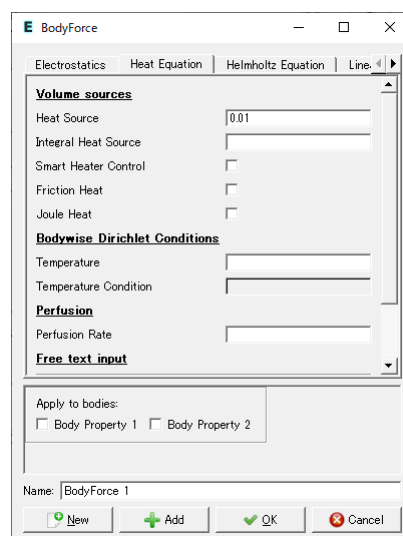 E BodyForce
Electrostatics Heat Equation Helmholtz Equation Line
Volume sources
Heat Source 0.01
Integral Heat Source
Smart Heater Control
Friction Heat
Joule Heat
Bodywise Dirichlet Conditions
Temperature
Temperature Condition
Perfusion
Perfusion Rate
Free text input
Apply to bodies:
Body Property 1 Body Property 2
Name: BodyForce 1
New Add OK Cancel